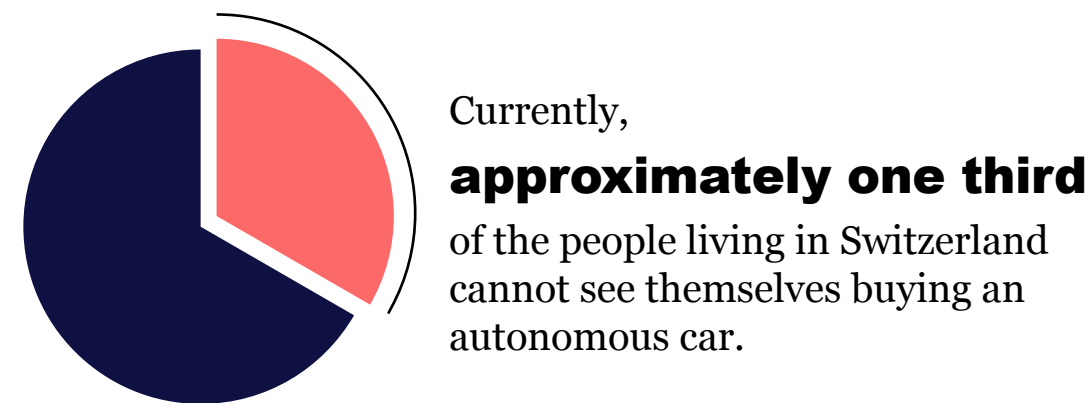 Currently,
approximately one third
of the people living in Switzerland
cannot see themselves buying an
autonomous car.